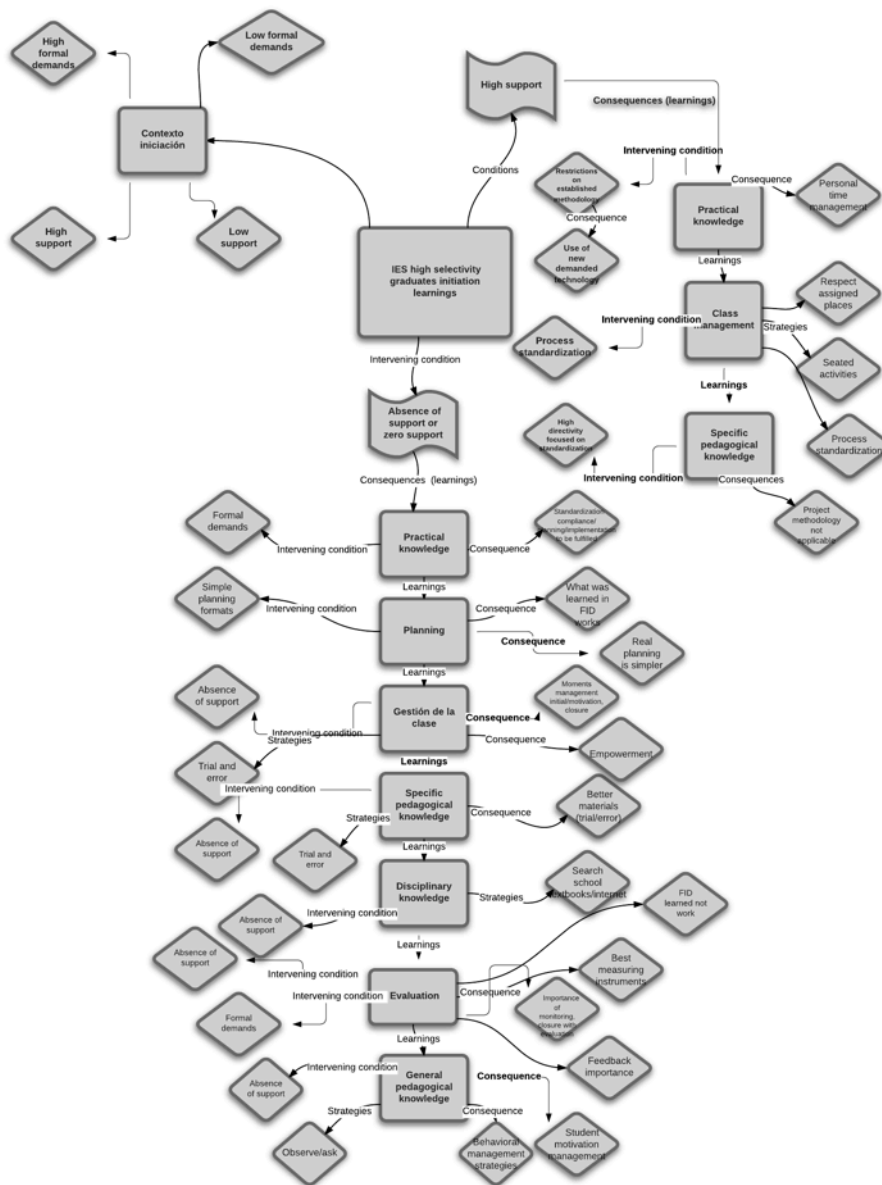 High
formal
demands
Low formal
demands
High support
Consequences (learnings)
Contexto
iniciación
Intervening condition
Conditions
Restrictions
on
established
methodology
Consequence
Personal
time
management
Practical
knowledge
Consequence
High
support
Low
support
Use of
new
demanded
technology
Learnings
IES high selectivity
graduates initiation
learnings
Respect
assigned
places
Class
management
Intervening condition
Strategies
Process
standardization
Intervening condition
Seated
activities
Learnings
Absence of
support or
zero support
High
directivity
focused on
standardization
Specific
pedagogical
knowledge
Process
standardization
Intervening condition
Consequences
Consequences (learnings)
Project
methodology
not
applicable
Formal
demands
Practical
knowledge
Standardization
compliance/
to be fulfilled
Intervening condition
Consequence
Learnings
Simple
planning
formats
What was
learned in
FID
works
Intervening condition
Consequence
Planning
Consequence
Real
planning
is simpler
Learnings
Absence
of support
Moments
management
initial/motivation,
closure
Gestión de la
clase
Consequence
Intervening condition
Strategies
Consequence
Empowerment
Learnings
Trial and
error
Intervening condition
Specific
pedagogical
knowledge
Better
materials
(trial/error)
Consequence
Strategies
Absence of
support
Trial and
error
Learnings
Disciplinary
knowledge
Search
school
textbooks/internet
Strategies
FID
learned not
work
Intervening condition
Absence of
support
Learnings
Absence of
support
Intervening condition
Best
measuring
instruments
Evaluation
Consequence
Intervening condition
Importance
of
monitoring,
closure with
evaluation
Formal
demands
Learnings
Feedback
importance
Intervening condition
General
pedagogical
knowledge
Consequence
Absence
of support
Strategies
Consequence
Observe/ask
Behavioral
management
strategies
Student
motivation
management